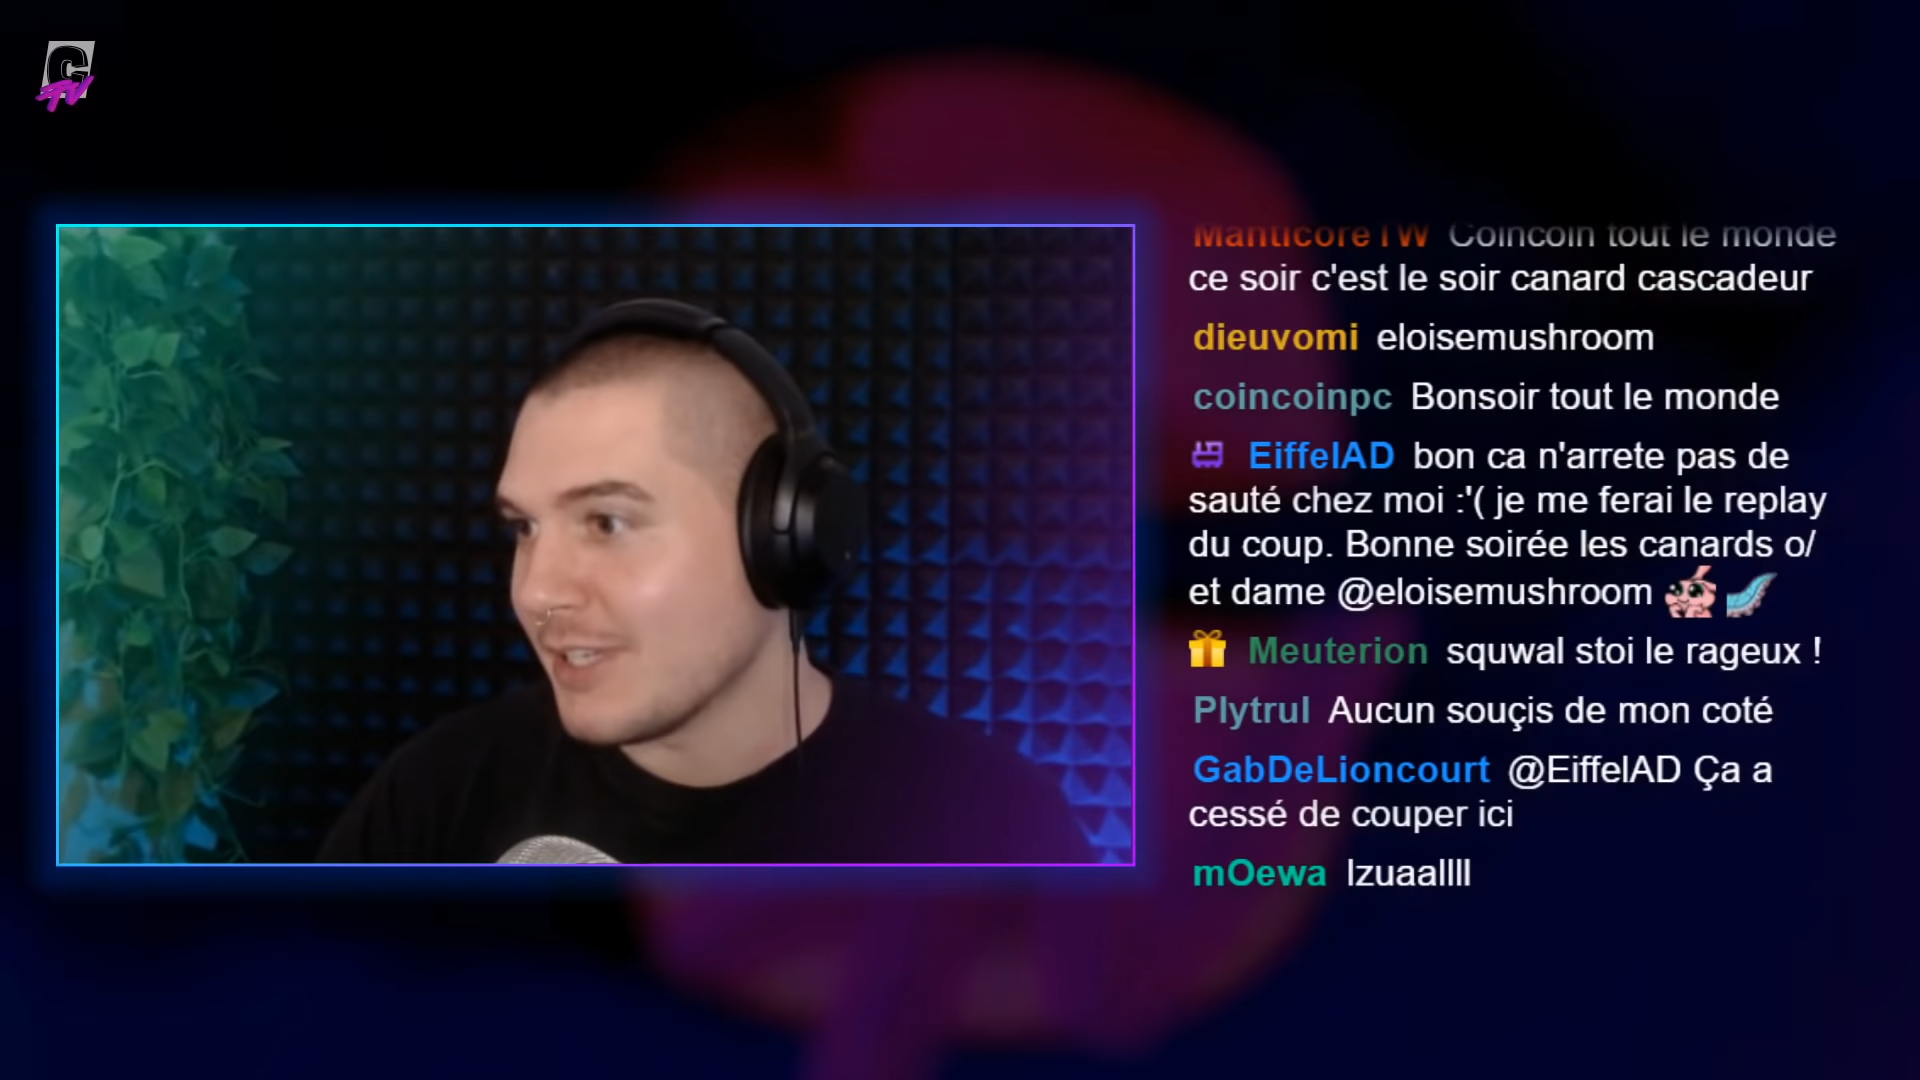 C
TV
ManticoreTW Coincoin tout le monde
ce soir c'est le soir canard cascadeur
dieuvomi eloisemushroom
coincoinpc Bonsoir tout le monde
EiffelAD bon ca n'arrete pas de
sauté chez moi :'( je me ferai le replay
du coup. Bonne soirée les canards o/
et dame @eloisemushroom
Meuterion squwal stoi le rageux !
Plytrul Aucun souçis de mon coté
GabDeLioncourt @EiffelAD Ça a
cessé de couper ici
mOewa Izuaallll